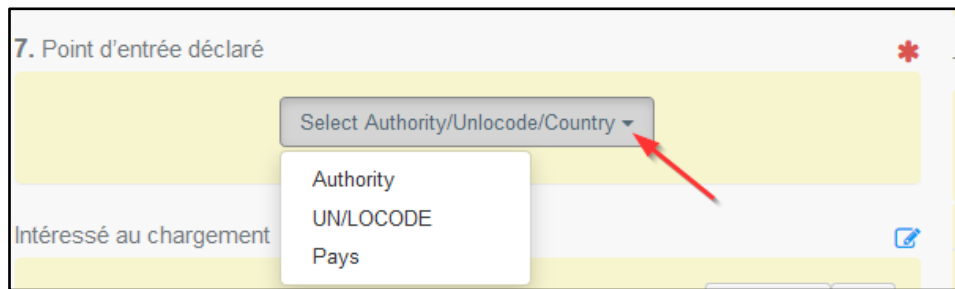 7. Point d'entrée déclaré
Select Authority/Unlocode/Country
Authority
UN/LOCODE
Pays
Intéressé au chargement